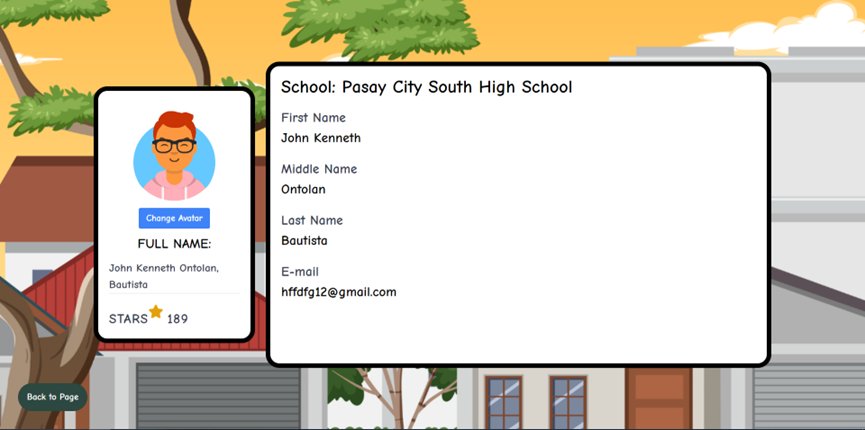 Change Avatar
FULL NAME:
John Kenneth Ontolan,
Bautista
STARS 189
School: Pasay City South High School
First Name
John Kenneth
Middle Name
Ontolan
Last Name
Bautista
E-mail
hffdfg12@gmail.com
Back to Page